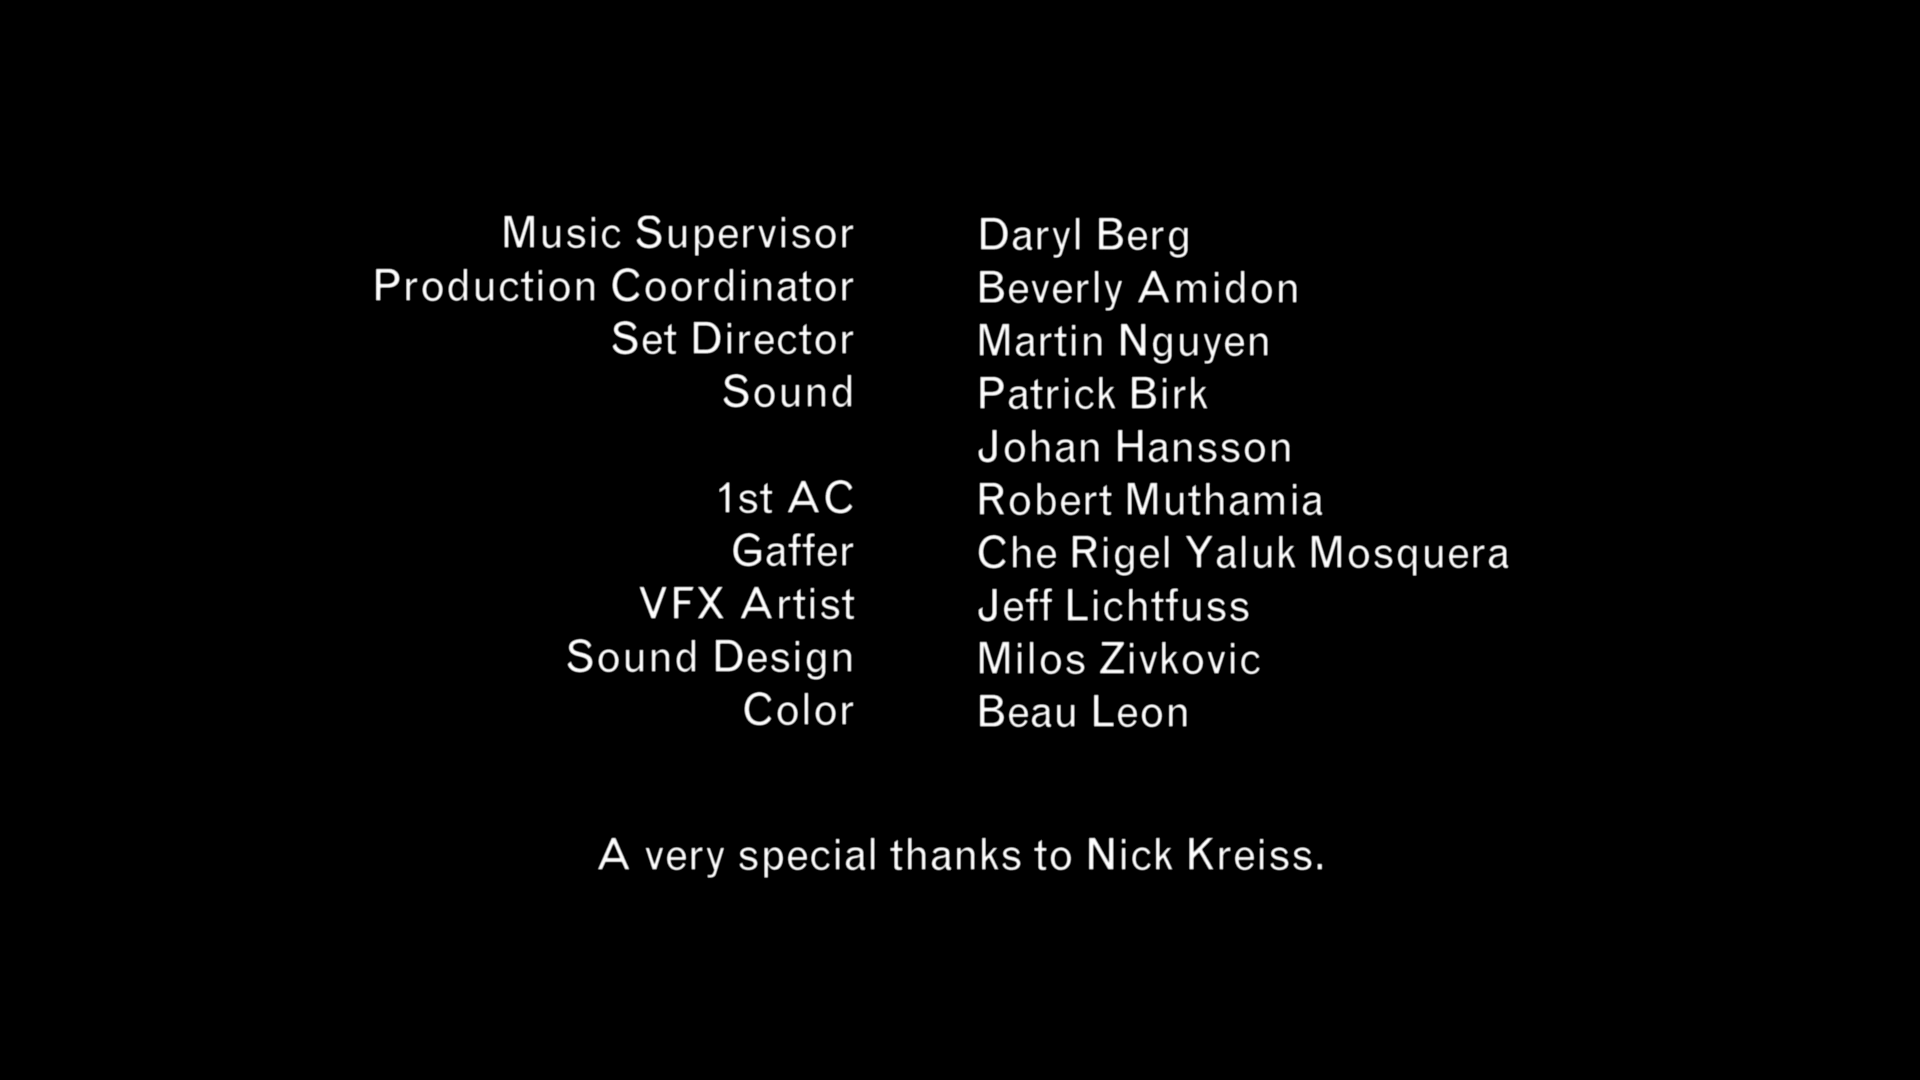 Music Supervisor Daryl Berg
Production Coordinator Beverly Amidon
Set Director Martin Nguyen
Sound Patrick Birk
Johan Hansson
1st AC Robert Muthamia
Gaffer Che Rigel Yaluk Mosquera
VFX Artist Jeff Lichtfuss
Sound Design Milos Zivkovic
Color Beau Leon
A very special thanks to Nick Kreiss.